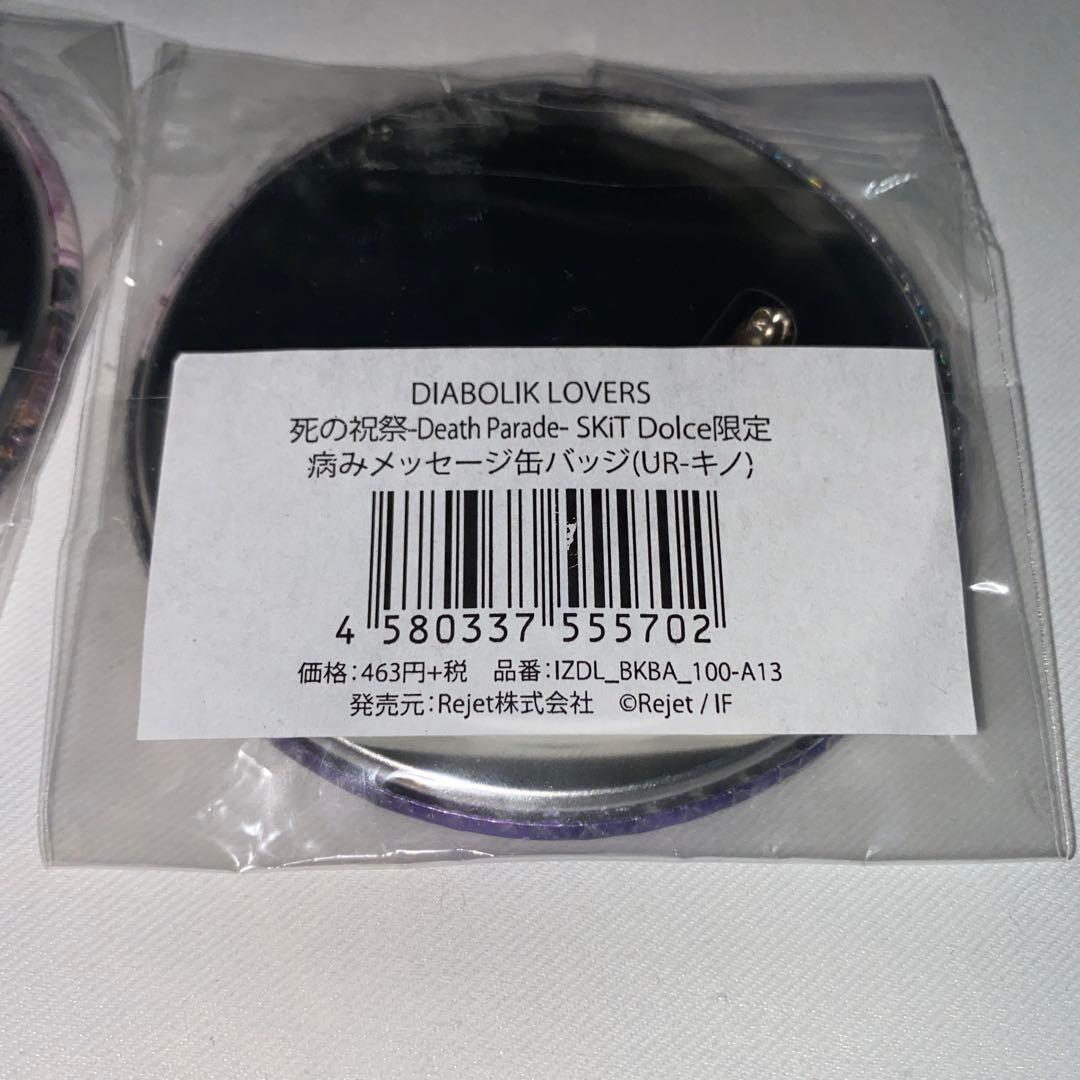 DIABOLIK LOVERS
死の祝祭-Death Parade- SKiT Dolce限定
病みメッセージ缶バッジ(UR-キノ)
4 580337 555702
価格：463円+税　品番：IZDL_BKBA_100-A13
発売元：Rejet株式会社　©Rejet / IF